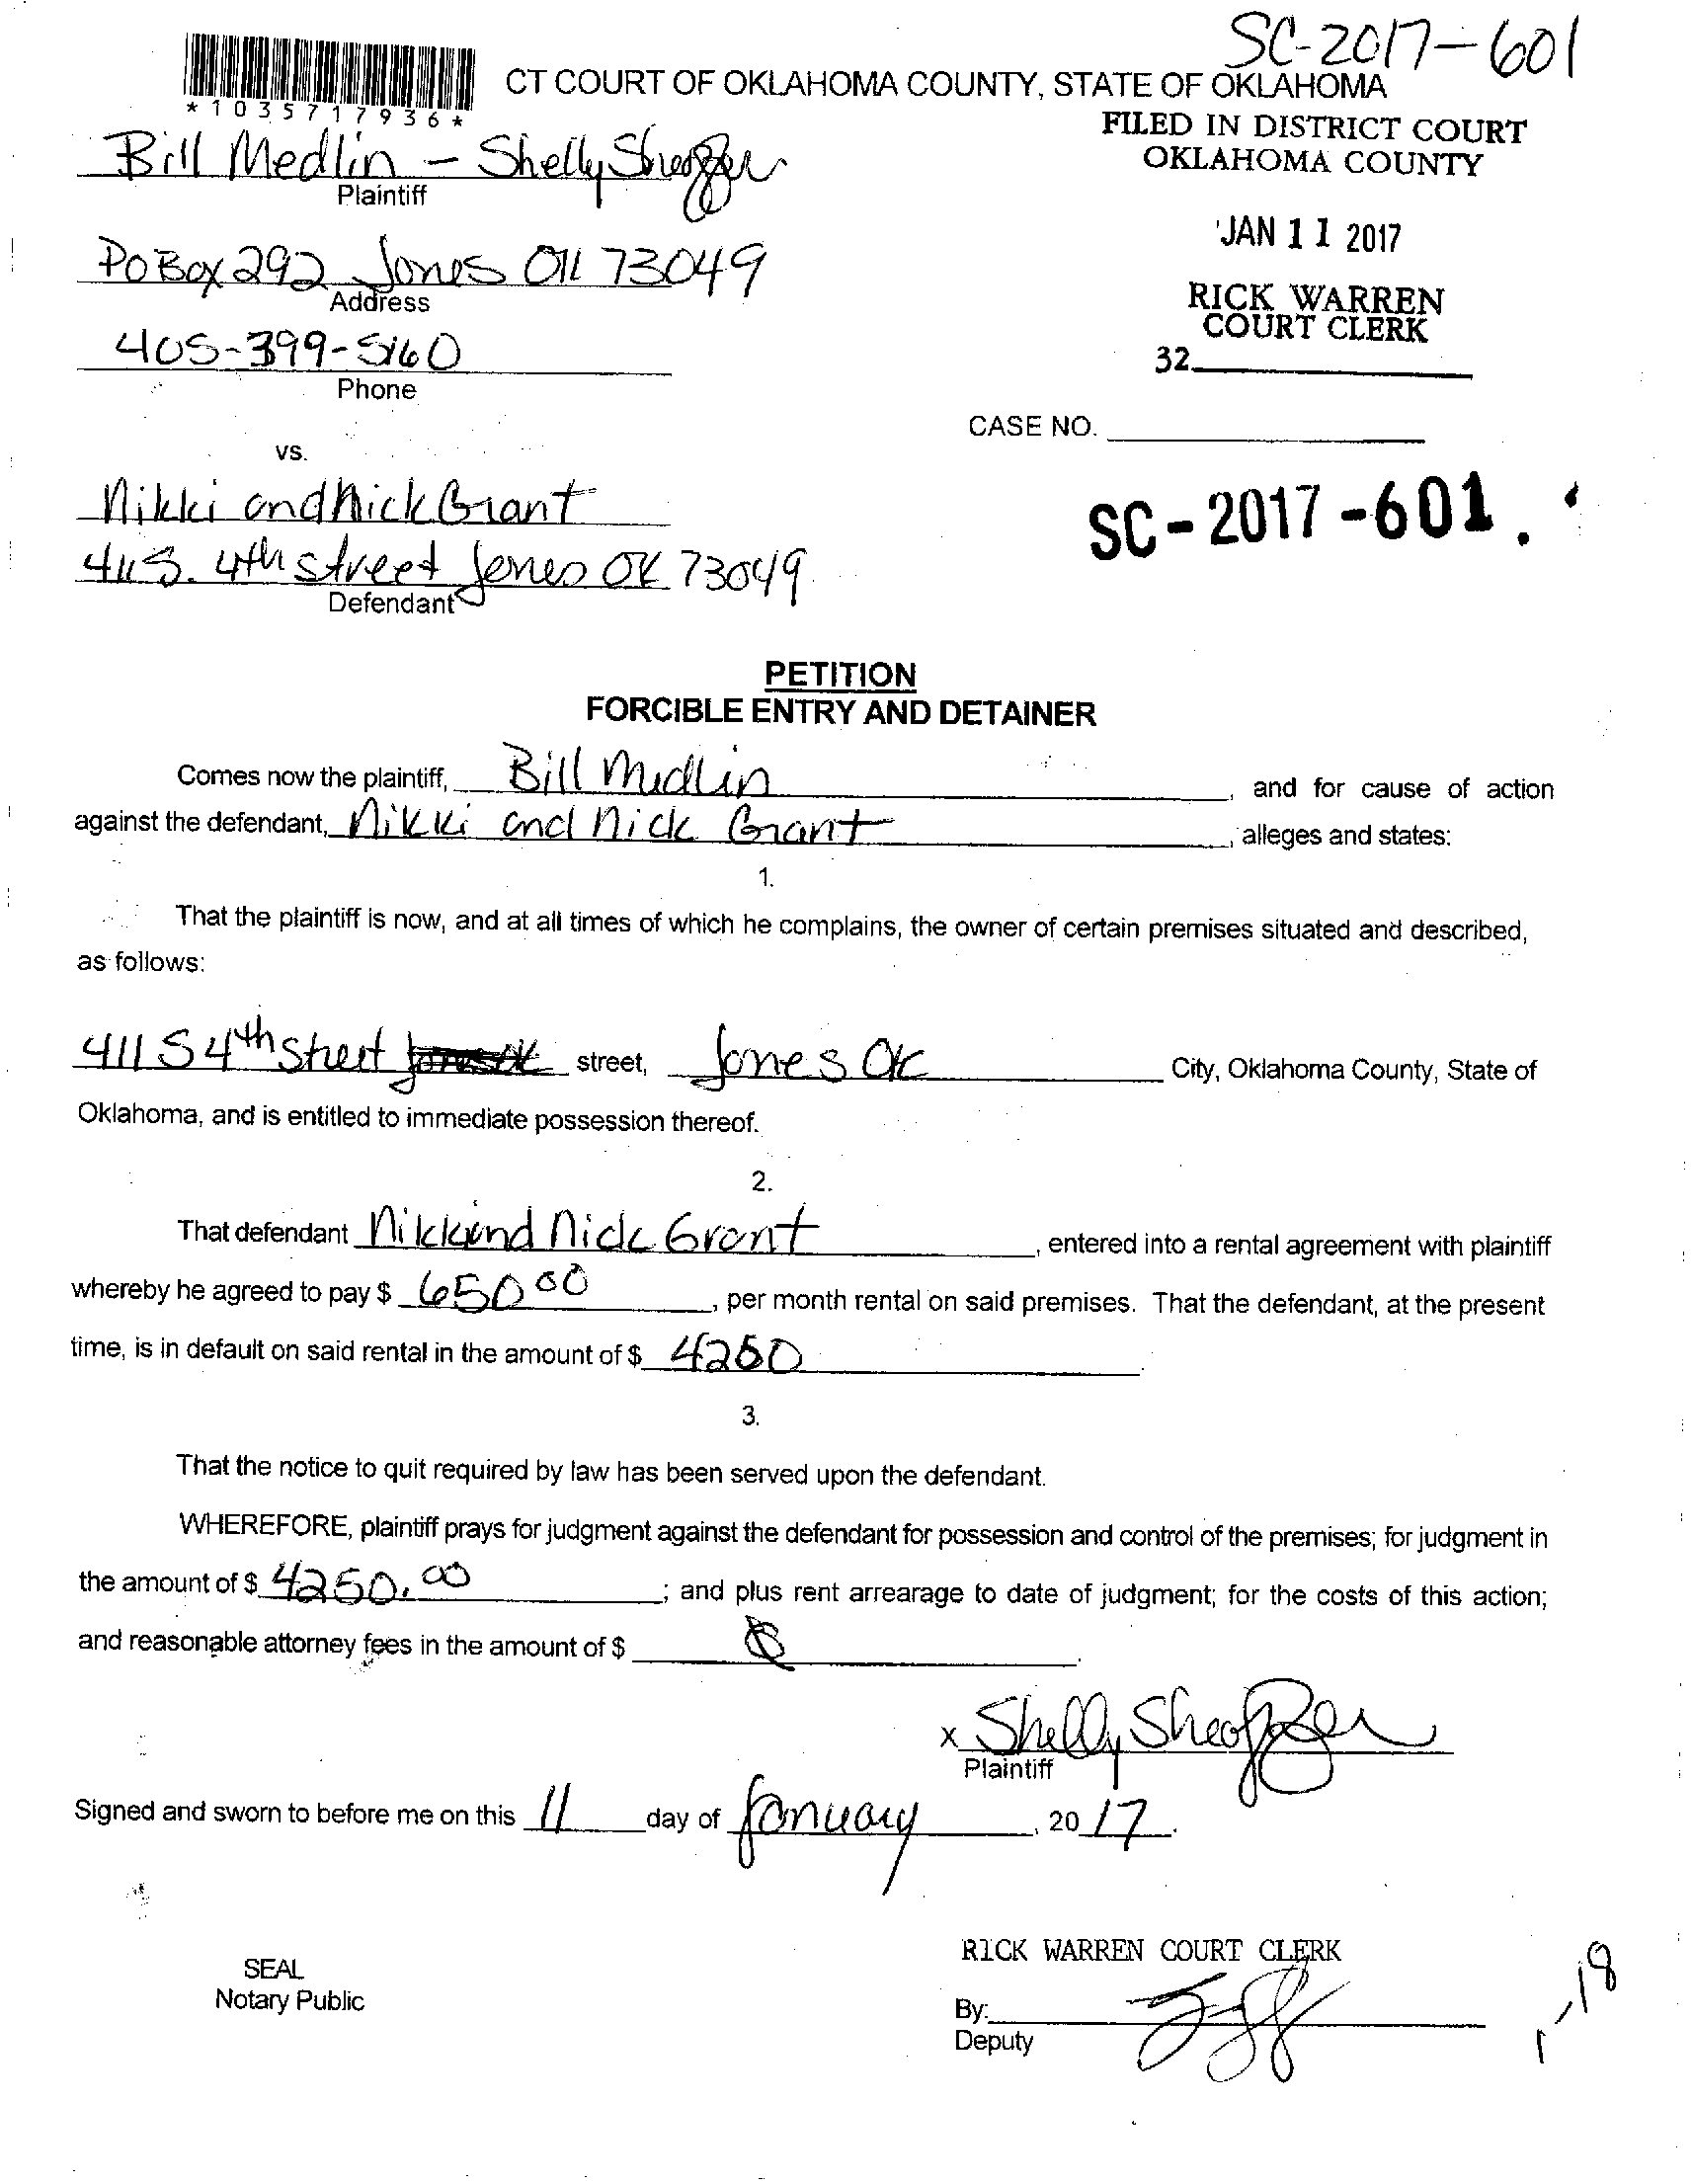 SC-2017-601
CT COURT OF OKLAHOMA COUNTY, STATE OF OKLAHOMA
*1035717936*
FILED IN DISTRICT COURT
OKLAHOMA COUNTY
Bill Medlin - Shelly Sheaffer
Plaintiff
JAN 11 2017
PO Box 292 Jones OK 73049
Address
RICK WARREN
COURT CLERK
405-399-5160
32
Phone
CASE NO.
vs.
Nikki and Nick Grant
SC-2017-601.
411 S. 4th street Jones OK 73049
Defendant
PETITION
FORCIBLE ENTRY AND DETAINER
Comes now the plaintiff, Bill Medlin, and for cause of action
against the defendant, Nikki and Nick Grant, alleges and states:
1.
That the plaintiff is now, and at all times of which he complains, the owner of certain premises situated and described,
as follows:
411 S 4th Street street, Jones OK City, Oklahoma County, State of
Oklahoma, and is entitled to immediate possession thereof.
2.
That defendant Nikki and Nick Grant, entered into a rental agreement with plaintiff
whereby he agreed to pay $ 650 00, per month rental on said premises. That the defendant, at the present
time, is in default on said rental in the amount of $ 4250.
3.
That the notice to quit required by law has been served upon the defendant.
WHEREFORE, plaintiff prays for judgment against the defendant for possession and control of the premises; for judgment in
the amount of $ 4250.00; and plus rent arrearage to date of judgment; for the costs of this action;
and reasonable attorney fees in the amount of $
x Shelly Sheaffer
Plaintiff
Signed and sworn to before me on this 11 day of January, 20 17.
RICK WARREN COURT CLERK
SEAL
Notary Public
By:
Deputy
1-18